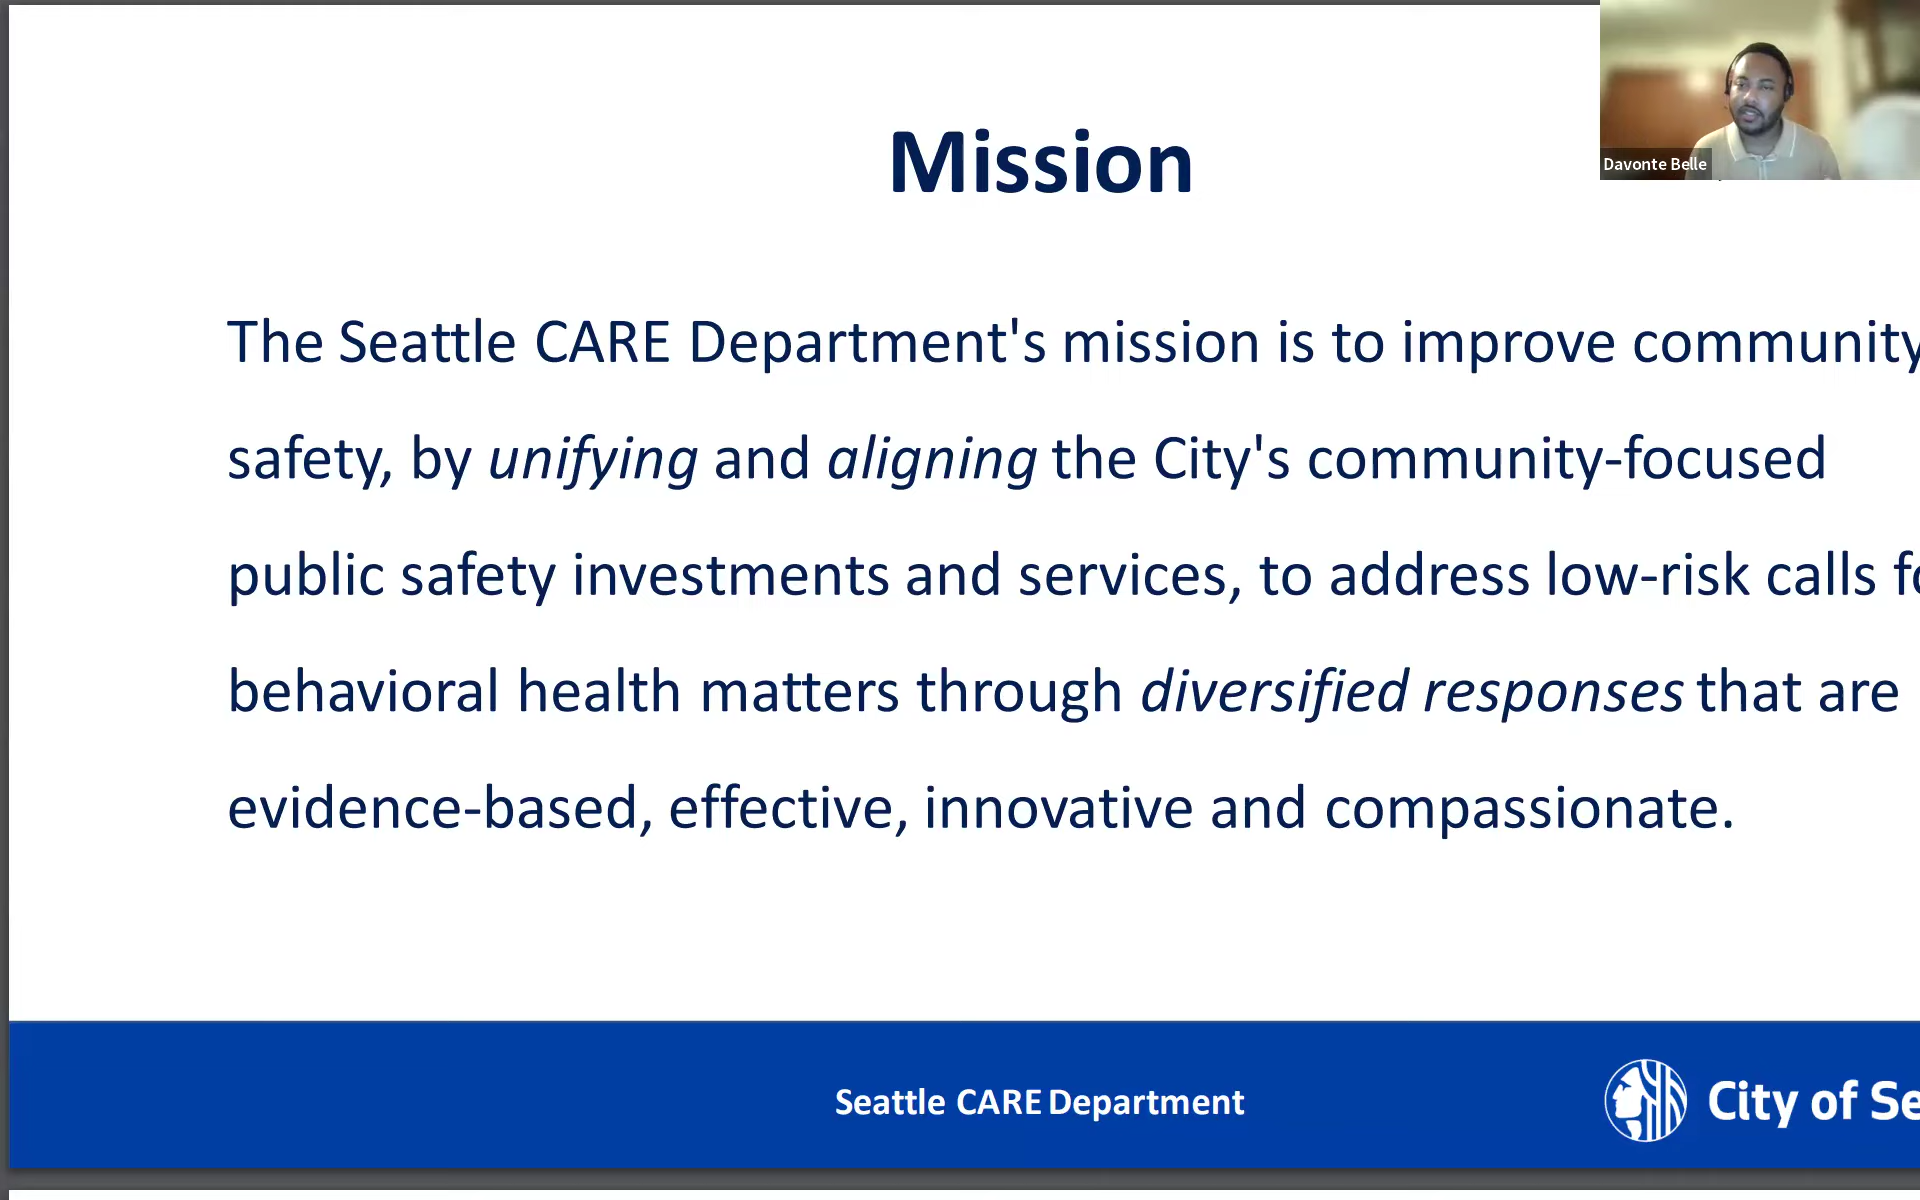 Mission
Davonte Belle
The Seattle CARE Department's mission is to improve community
safety, by unifying and aligning the City's community-focused
public safety investments and services, to address low-risk calls
behavioral health matters through diversified responses that are
evidence-based, effective, innovative and compassionate.
Seattle CARE Department
City of